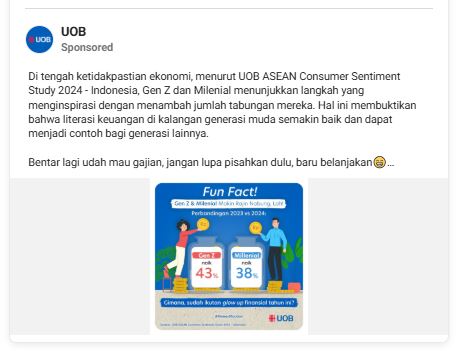 UOB
UOB
Sponsored
Di tengah ketidakpastian ekonomi, menurut UOB ASEAN Consumer Sentiment
Study 2024 - Indonesia, Gen Z dan Milenial menunjukkan langkah yang
menginspirasi dengan menambah jumlah tabungan mereka. Hal ini membuktikan
bahwa literasi keuangan di kalangan generasi muda semakin baik dan dapat
menjadi contoh bagi generasi lainnya.
Bentar lagi udah mau gajian, jangan lupa pisahkan dulu, baru belanjakan😁...
Fun Fact!
Gen Z & Milenial Makin Rajin Nabung, Loh!
Perbandingan 2023 vs 2024:
Rp
Rp
Gen Z
naik
43%
Milenial
naik
38%
Gimana, sudah ikutan glow up finansial tahun ini?
UOB